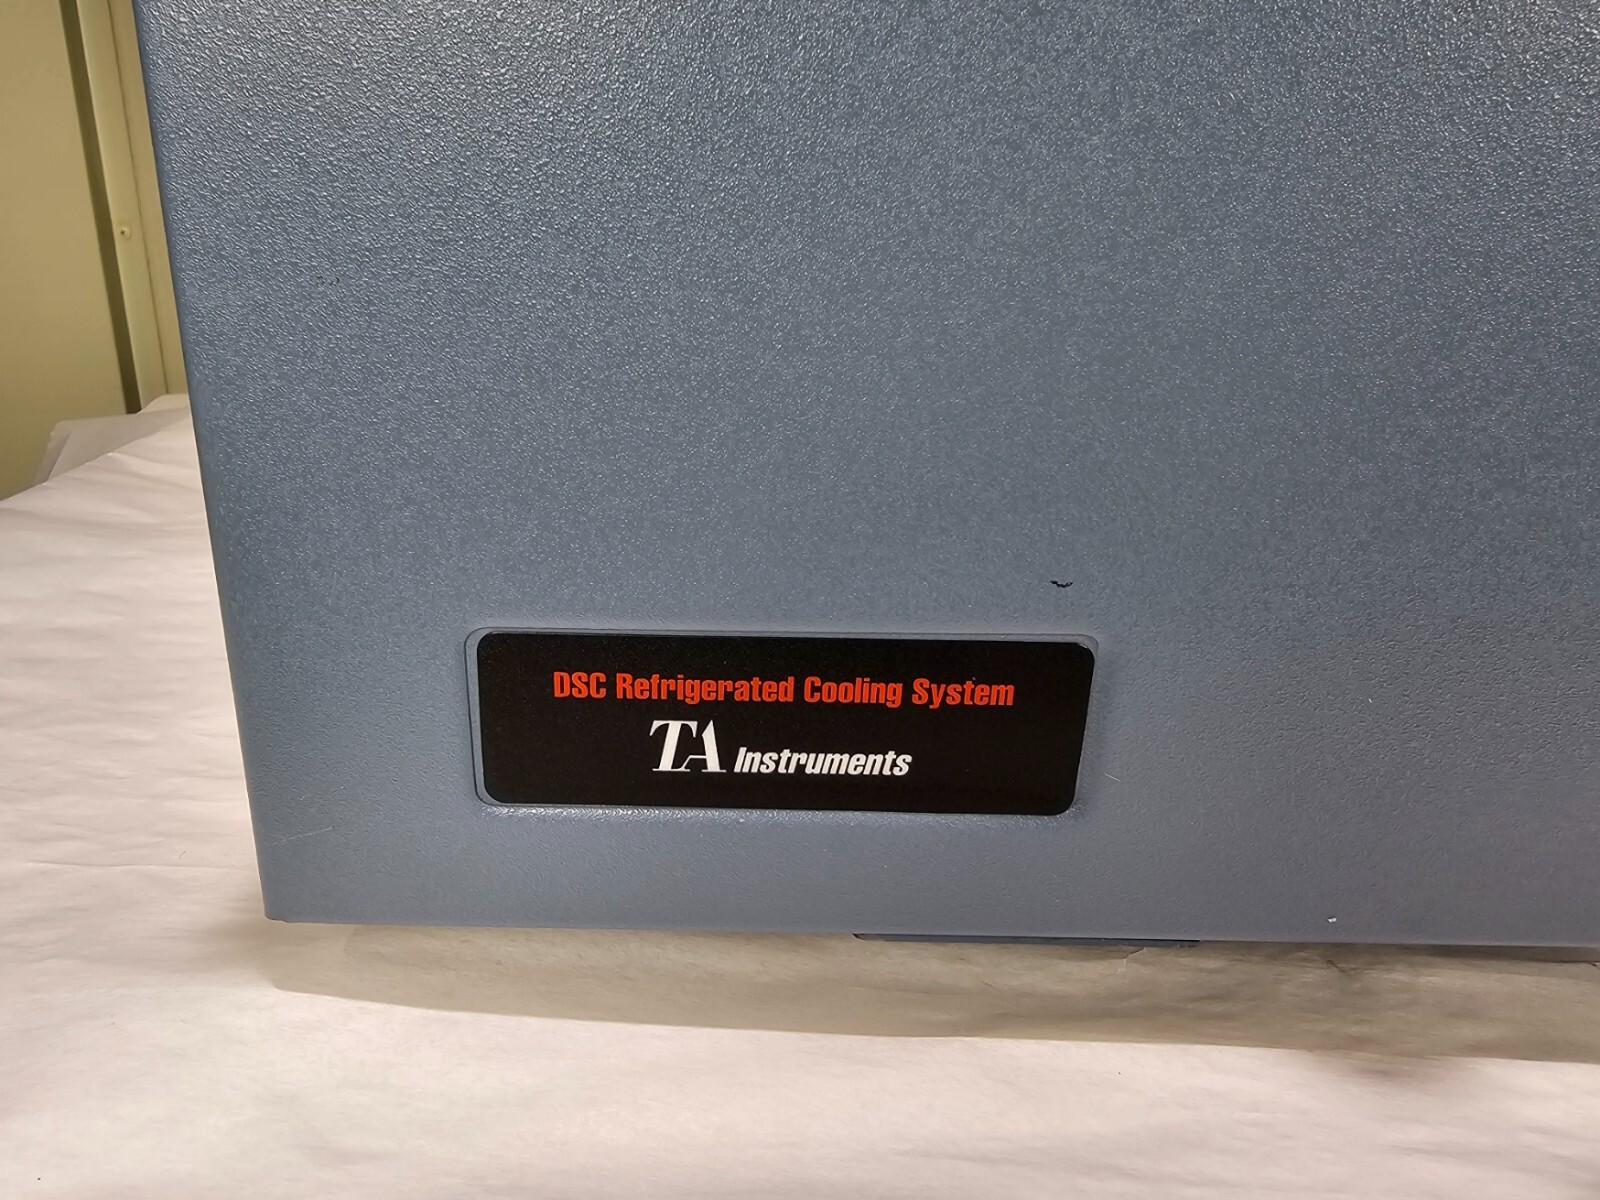 DSC Refrigerated Cooling System
TA Instruments